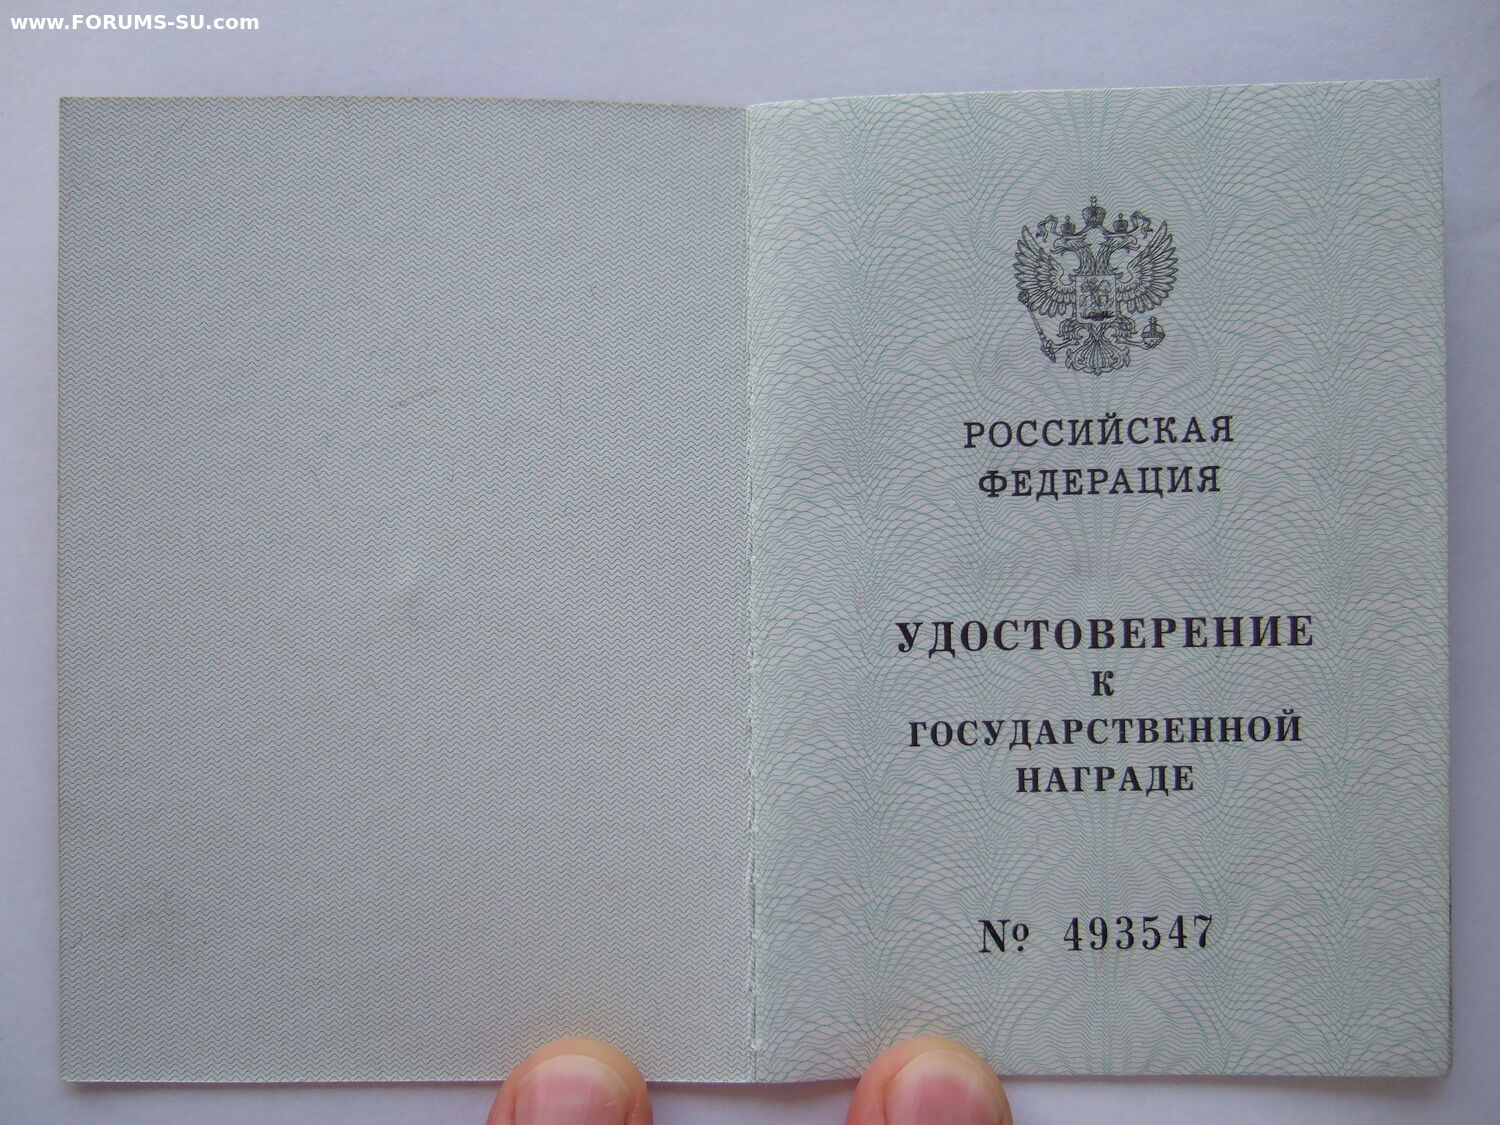 www.FORUMS-SU.com
РОССИЙСКАЯ
ФЕДЕРАЦИЯ
УДОСТОВЕРЕНИЕ
К
ГОСУДАРСТВЕННОЙ
НАГРАДЕ
№ 493547